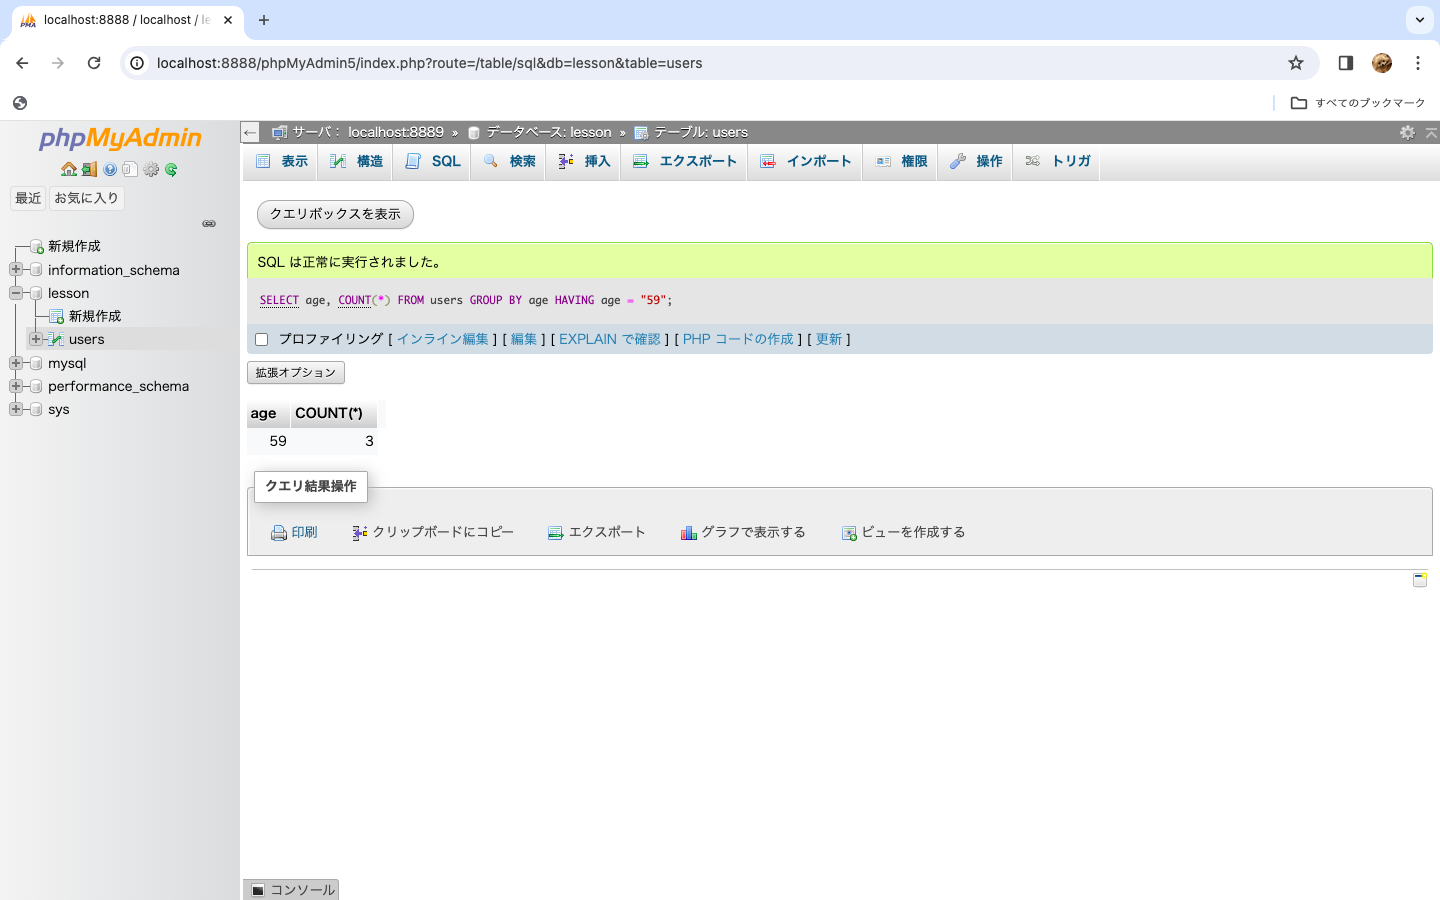 localhost:8888 / localhost / le
localhost:8888/phpMyAdmin5/index.php?route=/table/sql&db=lesson&table=users
すべてのブックマーク
phpMyAdmin
最近 お気に入り
新規作成
information_schema
lesson
新規作成
users
mysql
performance_schema
sys
サーバ： localhost:8889 » データベース: lesson » テーブル: users
表示 構造 SQL 検索 挿入 エクスポート インポート 権限 操作 トリガ
クエリボックスを表示
SQL は正常に実行されました。
SELECT age, COUNT(*) FROM users GROUP BY age HAVING age = "59";
プロファイリング [ インライン編集 ] [ 編集 ] [ EXPLAIN で確認 ] [ PHP コードの作成 ] [ 更新 ]
拡張オプション
age COUNT(*)
59 3
クエリ結果操作
印刷 クリップボードにコピー エクスポート グラフで表示する ビューを作成する
コンソール